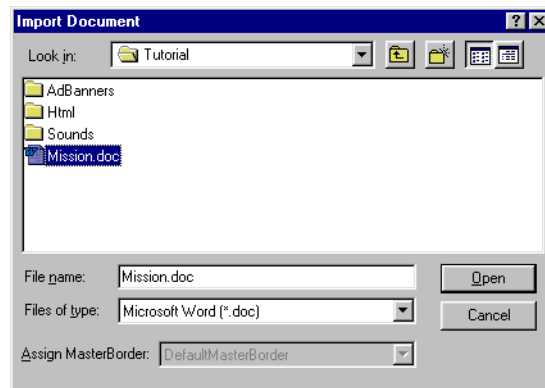 Import Document
Look in: Tutorial
AdBanners
Html
Sounds
Mission.doc
File name: Mission.doc Open
Files of type: Microsoft Word (*.doc) Cancel
Assign MasterBorder: DefaultMasterBorder